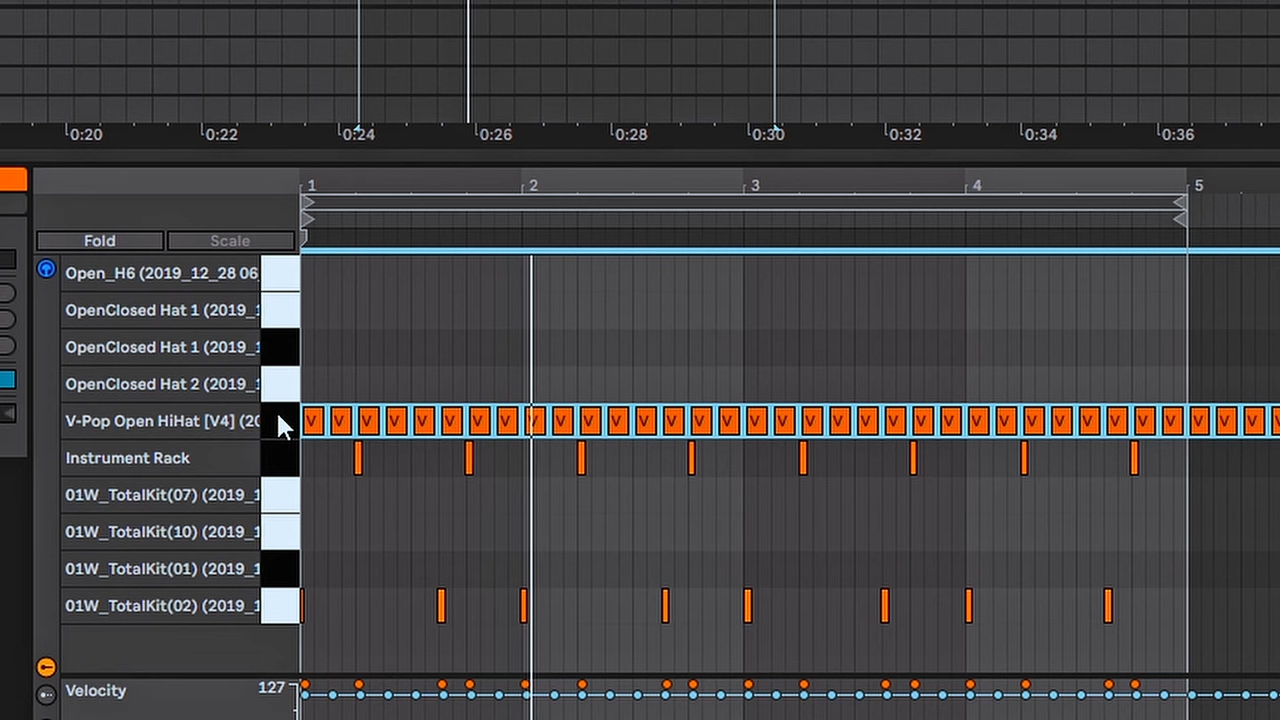 0:20 0:22 0:24 0:26 0:28 0:30 0:32 0:34 0:36
1 2 3 4 5
Fold Scale
Open_H6 (2019_12_28 06
OpenClosed Hat 1 (2019_1
OpenClosed Hat 1 (2019_1
OpenClosed Hat 2 (2019_1
V-Pop Open HiHat [V4] (20 V V V V V V V V V V V V V V V V V V V V V V V V V V V V V V V V V V V
Instrument Rack
01W_TotalKit(07) (2019_1
01W_TotalKit(10) (2019_1
01W_TotalKit(01) (2019_1
01W_TotalKit(02) (2019_1
Velocity 127